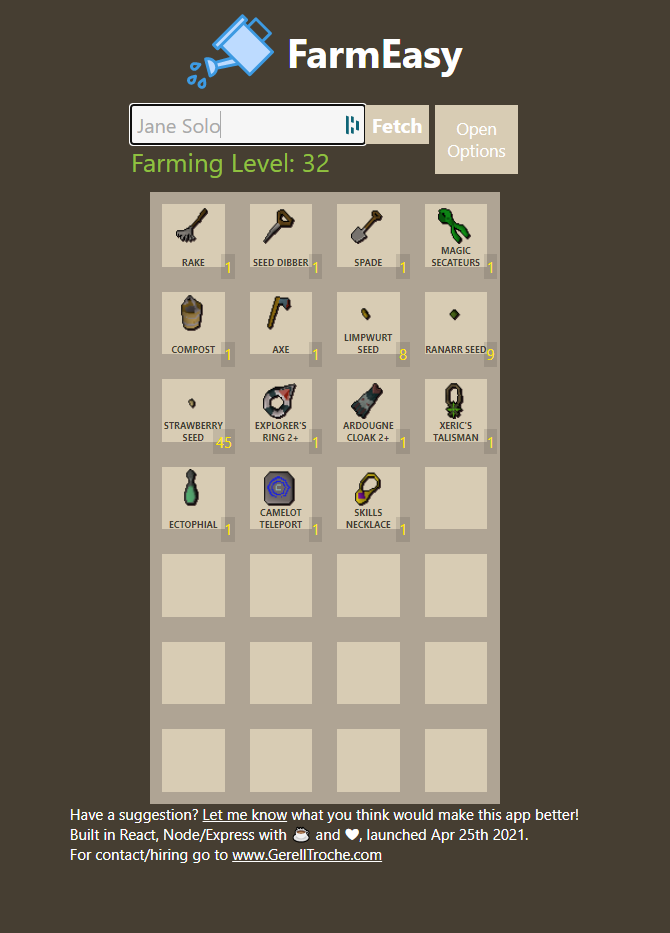 FarmEasy
Jane Solo
Fetch
Open
Options
Farming Level: 32
RAKE
1
SEED DIBBER
1
SPADE
1
MAGIC
SECATEURS
1
COMPOST
1
AXE
1
LIMPWURT
SEED
8
RANARR SEED
9
STRAWBERRY
SEED
45
EXPLORER'S
RING 2+
1
ARDOUGNE
CLOAK 2+
1
XERIC'S
TALISMAN
1
ECTOPHIAL
1
CAMELOT
TELEPORT
1
SKILLS
NECKLACE
1
Have a suggestion? Let me know what you think would make this app better!
Built in React, Node/Express with ☕ and ❤, launched Apr 25th 2021.
For contact/hiring go to www.GerellTroche.com